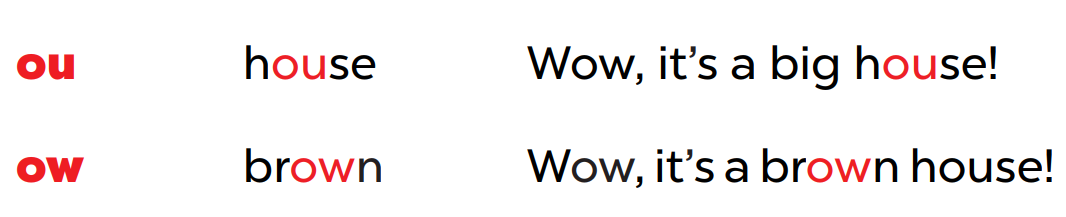 ou house Wow, it’s a big house!
ow brown Wow, it’s a brown house!